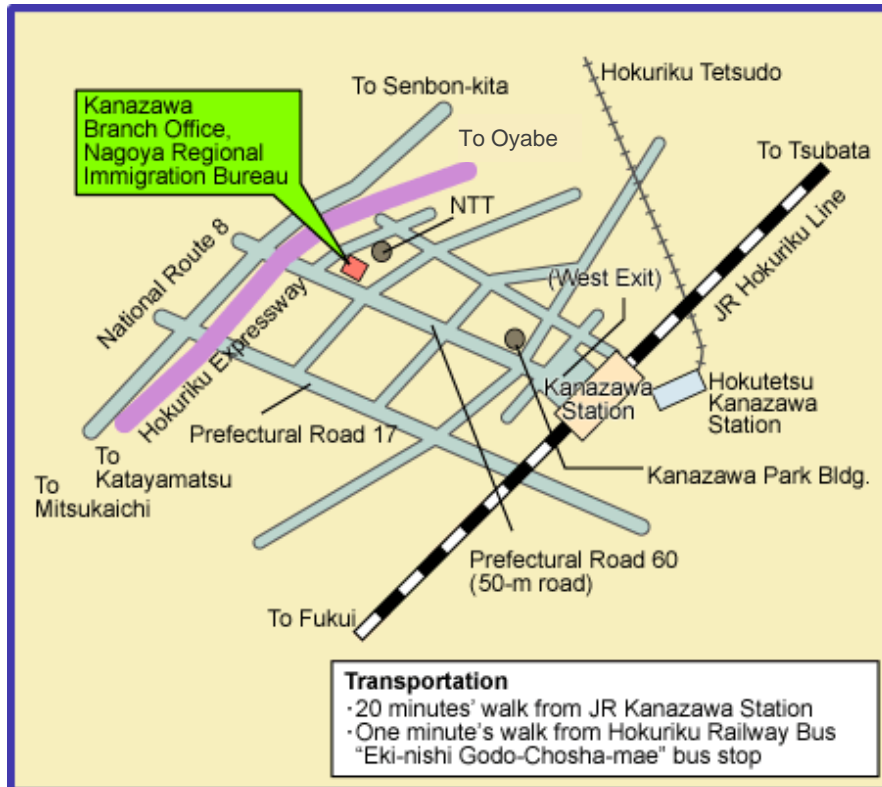 Hokuriku Tetsudo
To Senbon-kita
Kanazawa
Branch Office,
Nagoya Regional
Immigration Bureau
To Oyabe
To Tsubata
NTT
National Route 8
(West Exit)
JR Hokuriku Line
Hokuriku Expressway
Kanazawa
Station
Hokutetsu
Kanazawa
Station
Prefectural Road 17
To
Katayamatsu
To
Mitsukaichi
Kanazawa Park Bldg.
Prefectural Road 60
(50-m road)
To Fukui
Transportation
·20 minutes' walk from JR Kanazawa Station
·One minute's walk from Hokuriku Railway Bus
"Eki-nishi Godo-Chosha-mae" bus stop